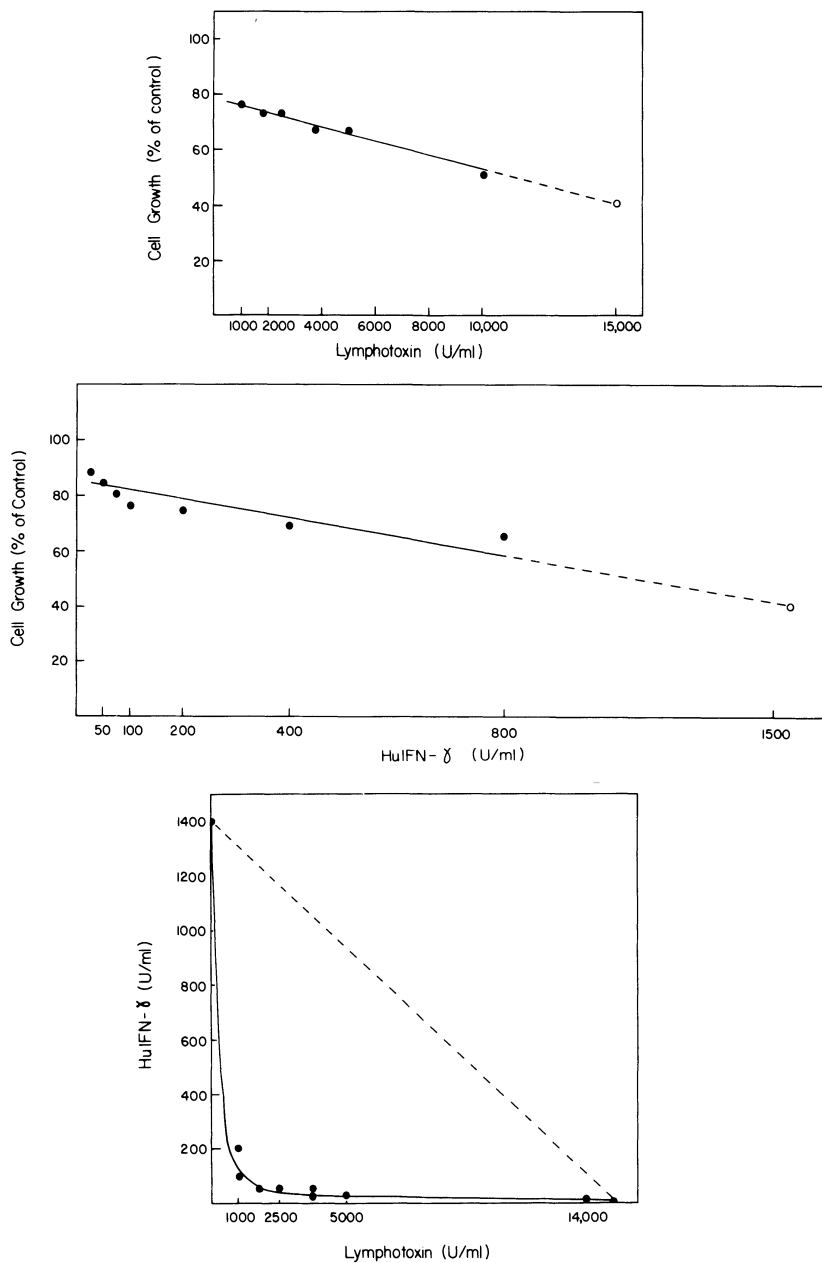 100
80
60
40
20
Cell Growth (% of control)
1000 2000 4000 6000 8000 10,000 15,000
Lymphotoxin (U/ml)
100
80
60
40
20
Cell Growth (% of Control)
50 100 200 400 800 1500
HuIFN-γ (U/ml)
1400
1200
1000
800
600
400
200
HuIFN-γ (U/ml)
1000 2500 5000 14,000
Lymphotoxin (U/ml)